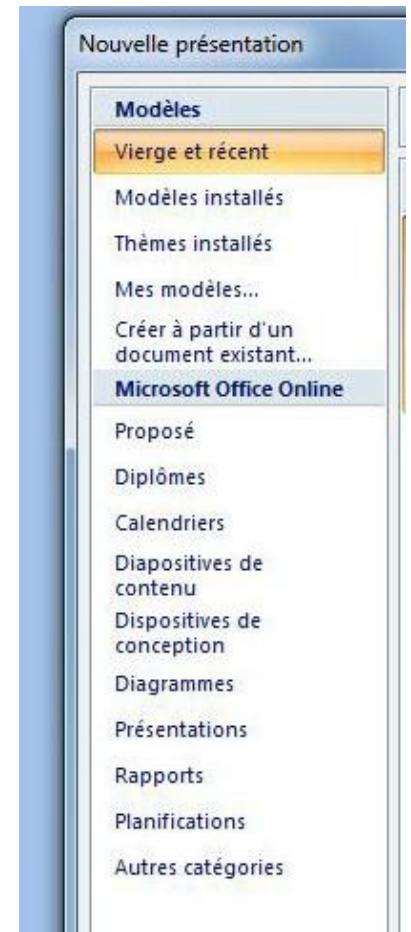 Nouvelle présentation
Modèles
Vierge et récent
Modèles installés
Thèmes installés
Mes modèles...
Créer à partir d'un
document existant...
Microsoft Office Online
Proposé
Diplômes
Calendriers
Diapositives de
contenu
Dispositives de
conception
Diagrammes
Présentations
Rapports
Planifications
Autres catégories